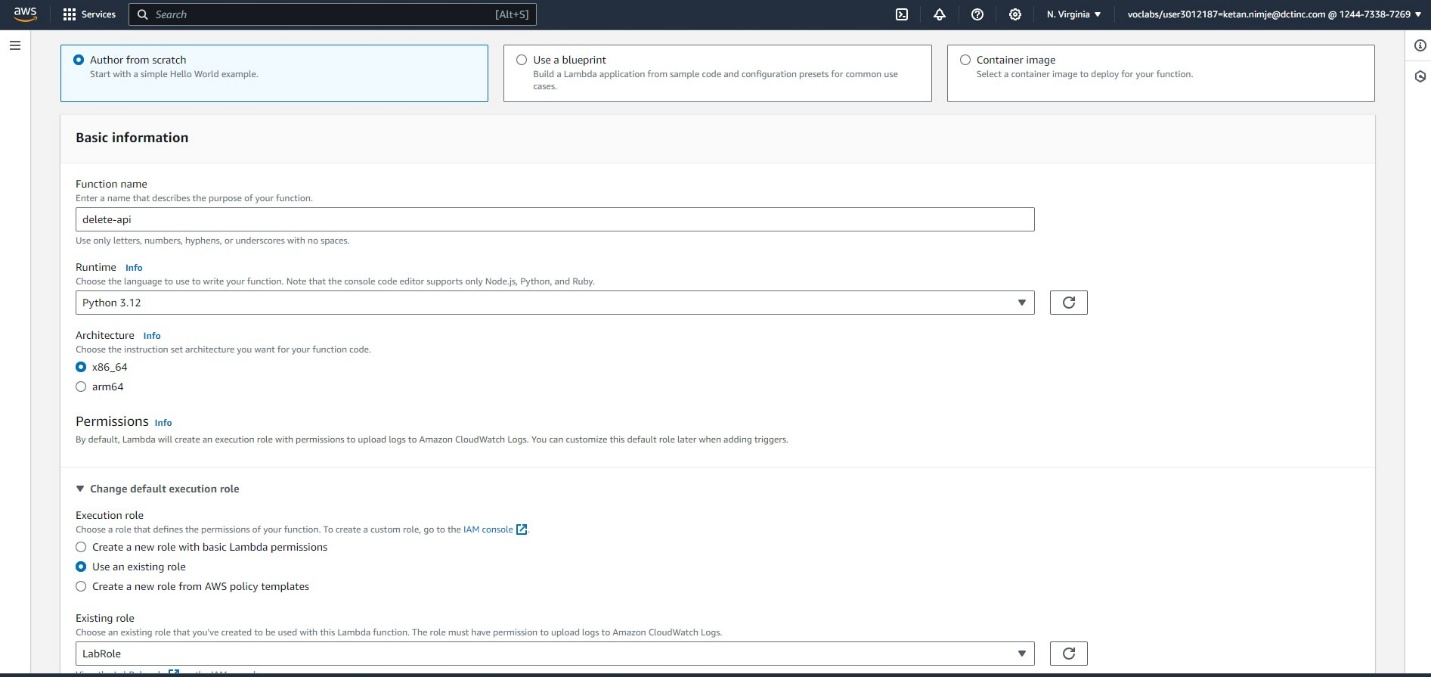 aws Services Search [Alt+S] N. Virginia voclabs/user3012187=ketan.nimje@dctinc.com @ 1244-7338-7269
Author from scratch
Start with a simple Hello World example.
Use a blueprint
Build a Lambda application from sample code and configuration presets for common use
cases.
Container image
Select a container image to deploy for your function.
Basic information
Function name
Enter a name that describes the purpose of your function.
delete-api
Use only letters, numbers, hyphens, or underscores with no spaces.
Runtime Info
Choose the language to use to write your function. Note that the console code editor supports only Node.js, Python, and Ruby.
Python 3.12
Architecture Info
Choose the instruction set architecture you want for your function code.
x86_64
arm64
Permissions Info
By default, Lambda will create an execution role with permissions to upload logs to Amazon CloudWatch Logs. You can customize this default role later when adding triggers.
Change default execution role
Execution role
Choose a role that defines the permissions of your function. To create a custom role, go to the IAM console.
Create a new role with basic Lambda permissions
Use an existing role
Create a new role from AWS policy templates
Existing role
Choose an existing role that you've created to be used with this Lambda function. The role must have permission to upload logs to Amazon CloudWatch Logs.
LabRole